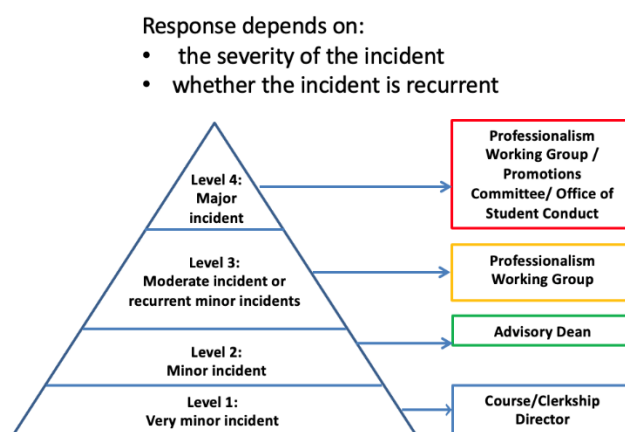 Response depends on:
• the severity of the incident
• whether the incident is recurrent
Level 4:
Major
incident
Professionalism
Working Group /
Promotions
Committee/ Office of
Student Conduct
Level 3:
Moderate incident or
recurrent minor incidents
Professionalism
Working Group
Level 2:
Minor incident
Advisory Dean
Level 1:
Very minor incident
Course/Clerkship
Director